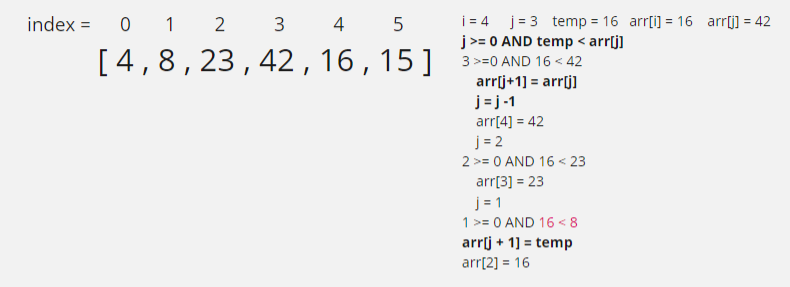 index = 0 1 2 3 4 5
[ 4 , 8 , 23 , 42 , 16 , 15 ]
i = 4 j = 3 temp = 16 arr[i] = 16 arr[j] = 42
j >= 0 AND temp < arr[j]
3 >=0 AND 16 < 42
arr[j+1] = arr[j]
j = j -1
arr[4] = 42
j = 2
2 >= 0 AND 16 < 23
arr[3] = 23
j = 1
1 >= 0 AND 16 < 8
arr[j + 1] = temp
arr[2] = 16